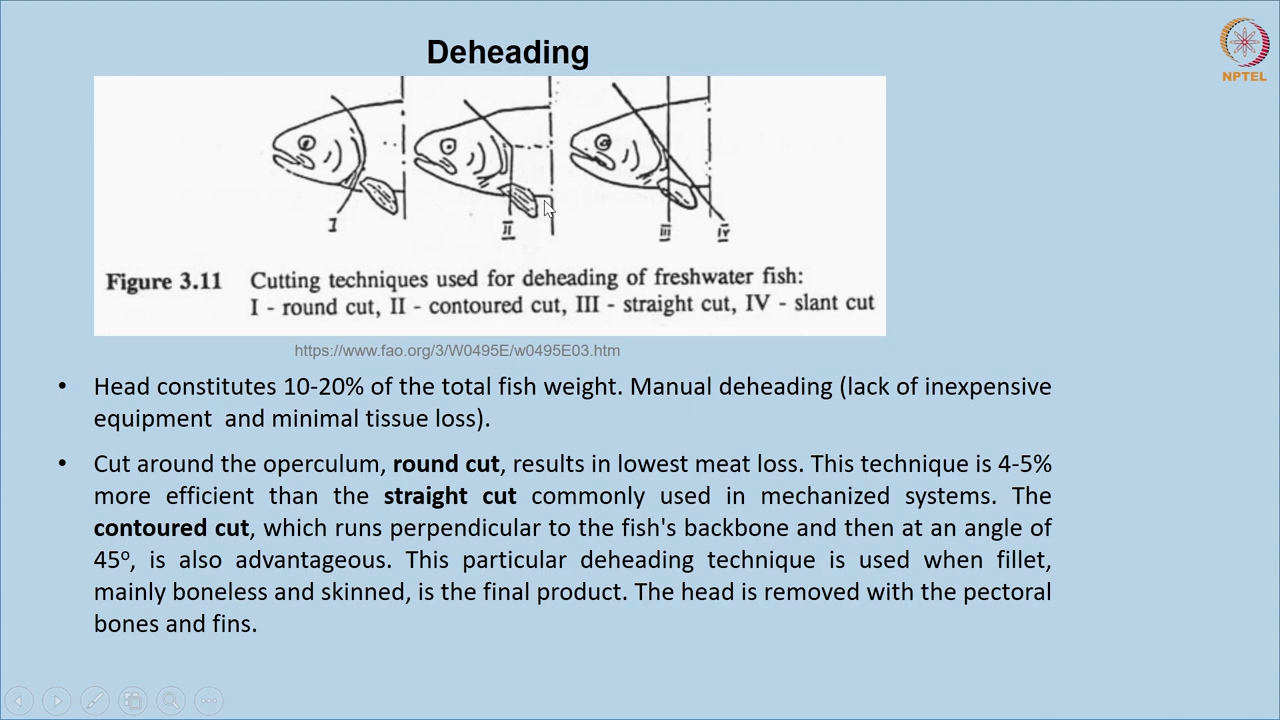 Deheading
NPTEL
I
II
III
IV
Figure 3.11 Cutting techniques used for deheading of freshwater fish:
I - round cut, II - contoured cut, III - straight cut, IV - slant cut
https://www.fao.org/3/W0495E/w0495E03.htm
• Head constitutes 10-20% of the total fish weight. Manual deheading (lack of inexpensive
equipment and minimal tissue loss).
• Cut around the operculum, round cut, results in lowest meat loss. This technique is 4-5%
more efficient than the straight cut commonly used in mechanized systems. The
contoured cut, which runs perpendicular to the fish's backbone and then at an angle of
45º, is also advantageous. This particular deheading technique is used when fillet,
mainly boneless and skinned, is the final product. The head is removed with the pectoral
bones and fins.